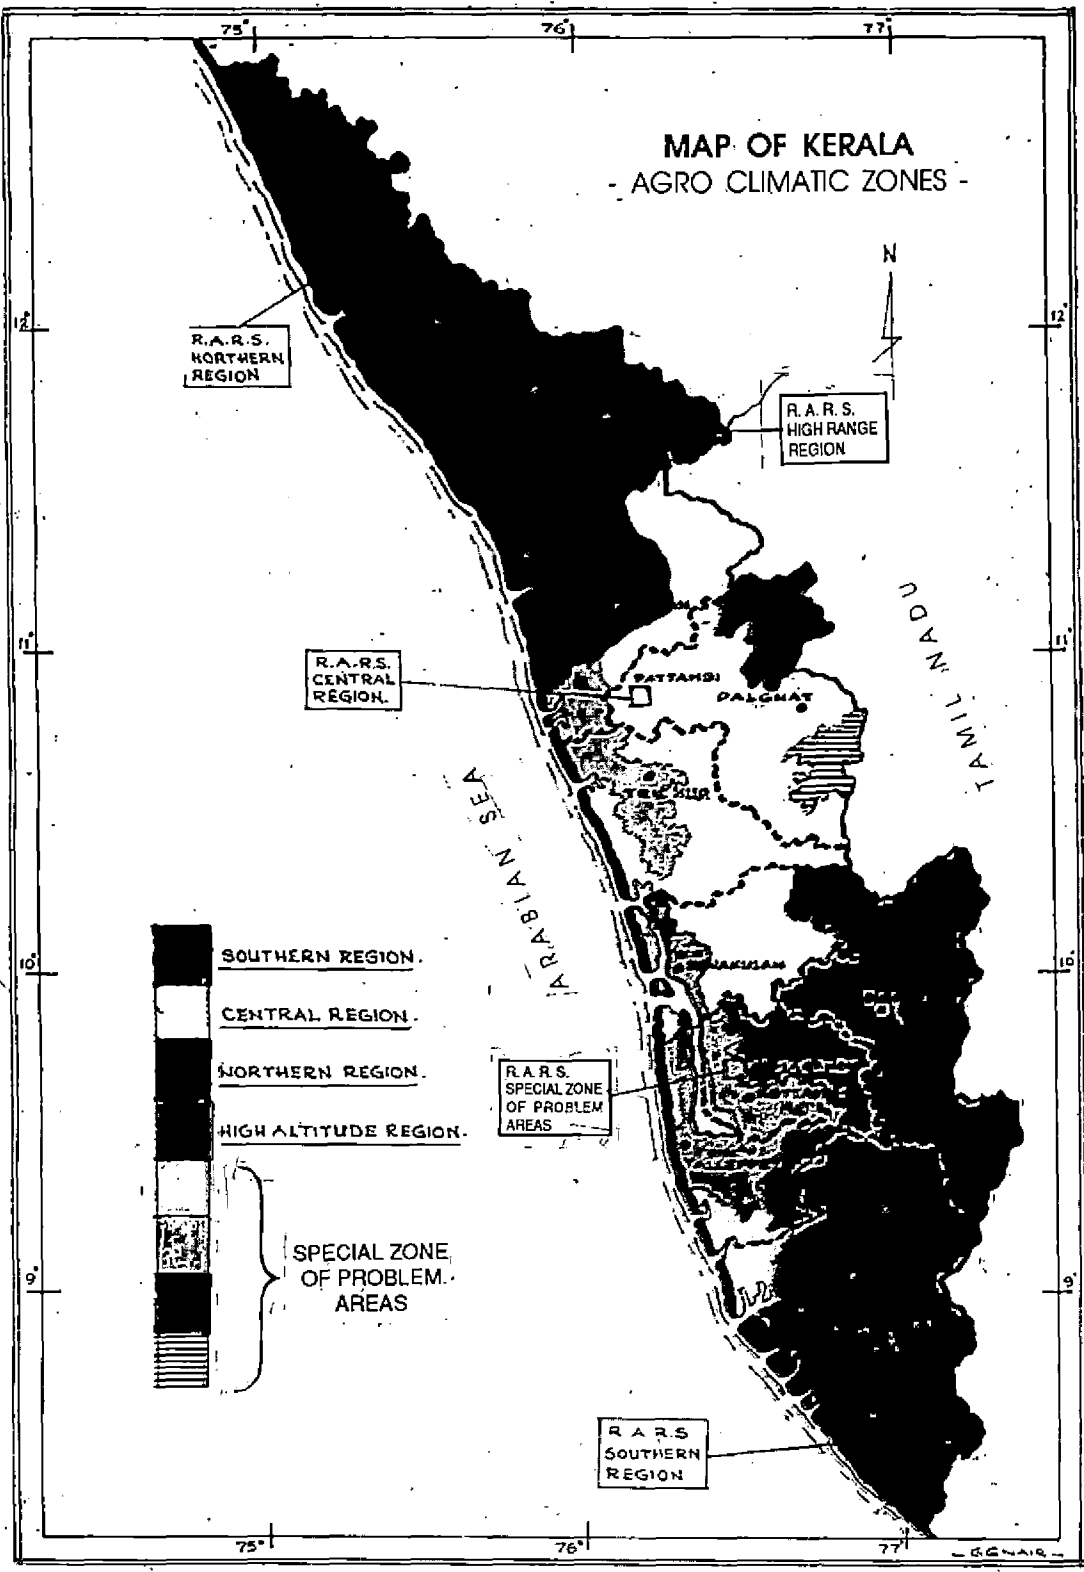 75°
76°
77°
MAP OF KERALA
- AGRO CLIMATIC ZONES -
N
12°
12°
R.A.R.S.
NORTHERN
REGION
R.A.R.S.
HIGH RANGE
REGION
TAMIL NADU
11°
11°
R.A.R.S.
CENTRAL
REGION.
PATTAMBI
PALGHAT
ARABIAN SEA
10°
10°
SOUTHERN REGION.
CENTRAL REGION.
NORTHERN REGION.
HIGH ALTITUDE REGION.
R.A.R.S.
SPECIAL ZONE
OF PROBLEM
AREAS
SPECIAL ZONE
OF PROBLEM
AREAS
9°
9°
R A R.S
SOUTHERN
REGION
75°
76°
77°